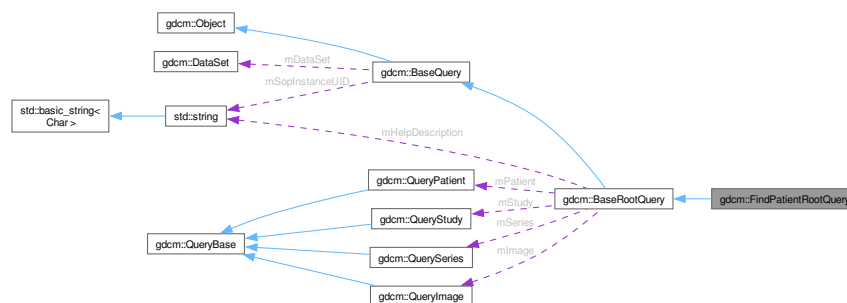 gdcm::Object
gdcm::DataSet
mDataSet
gdcm::BaseQuery
mSopInstanceUID
std::basic_string<
Char >
std::string
mHelpDescription
gdcm::QueryPatient
mPatient
gdcm::BaseRootQuery
gdcm::FindPatientRootQuery
mStudy
gdcm::QueryStudy
mSeries
gdcm::QueryBase
gdcm::QuerySeries
mImage
gdcm::QueryImage